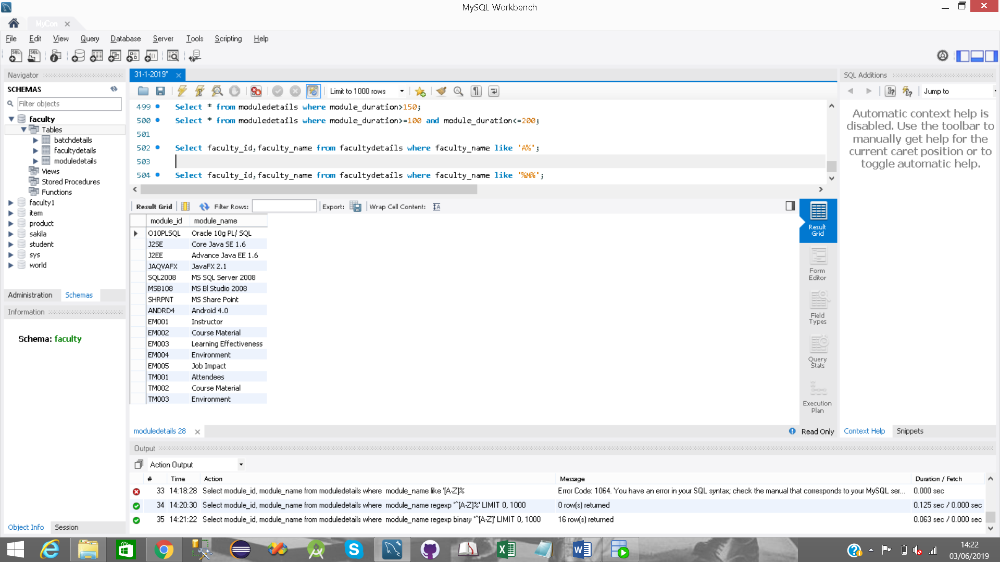 MySQL Workbench
MyCon
File Edit View Query Database Server Tools Scripting Help
Navigator
SCHEMAS
Filter objects
faculty
Tables
batchdetails
facultydetails
moduledetails
Views
Stored Procedures
Functions
faculty1
item
product
sakila
student
sys
world
Administration Schemas
Information
Schema: faculty
Object Info Session
31-1-2019*
Limit to 1000 rows
499 Select * from moduledetails where module_duration>150;
500 Select * from moduledetails where module_duration>=100 and module_duration<=200;
501
502 Select faculty_id,faculty_name from facultydetails where faculty_name like 'A%';
503
504 Select faculty_id,faculty_name from facultydetails where faculty_name like '%M%';
Result Grid Filter Rows: Export: Wrap Cell Content:
module_id module_name
O10PLSQL Oracle 10g PL/ SQL
J2SE Core Java SE 1.6
J2EE Advance Java EE 1.6
JAQVAFX JavaFX 2.1
SQL2008 MS SQL Server 2008
MSB108 MS Bl Studio 2008
SHRPNT MS Share Point
ANDRD4 Android 4.0
EM001 Instructor
EM002 Course Material
EM003 Learning Effectiveness
EM004 Environment
EM005 Job Impact
TM001 Attendees
TM002 Course Material
TM003 Environment
Result
Grid
Form
Editor
Field
Types
Query
Stats
Execution
Plan
moduledetails 28
Read Only
SQL Additions
Jump to
Automatic context help is
disabled. Use the toolbar to
manually get help for the
current caret position or to
toggle automatic help.
Context Help Snippets
Output
Action Output
# Time Action Message Duration / Fetch
33 14:18:28 Select module_id, module_name from moduledetails where module_name like '[A-Z]% Error Code: 1064. You have an error in your SQL syntax; check the manual that corresponds to your MySQL ser... 0.000 sec
34 14:20:30 Select module_id, module_name from moduledetails where module_name regexp '^[A-Z]%' LIMIT 0, 1000 0 row(s) returned 0.125 sec / 0.000 sec
35 14:21:22 Select module_id, module_name from moduledetails where module_name regexp binary '^[A-Z]' LIMIT 0, 1000 16 row(s) returned 0.063 sec / 0.000 sec
14:22
03/06/2019